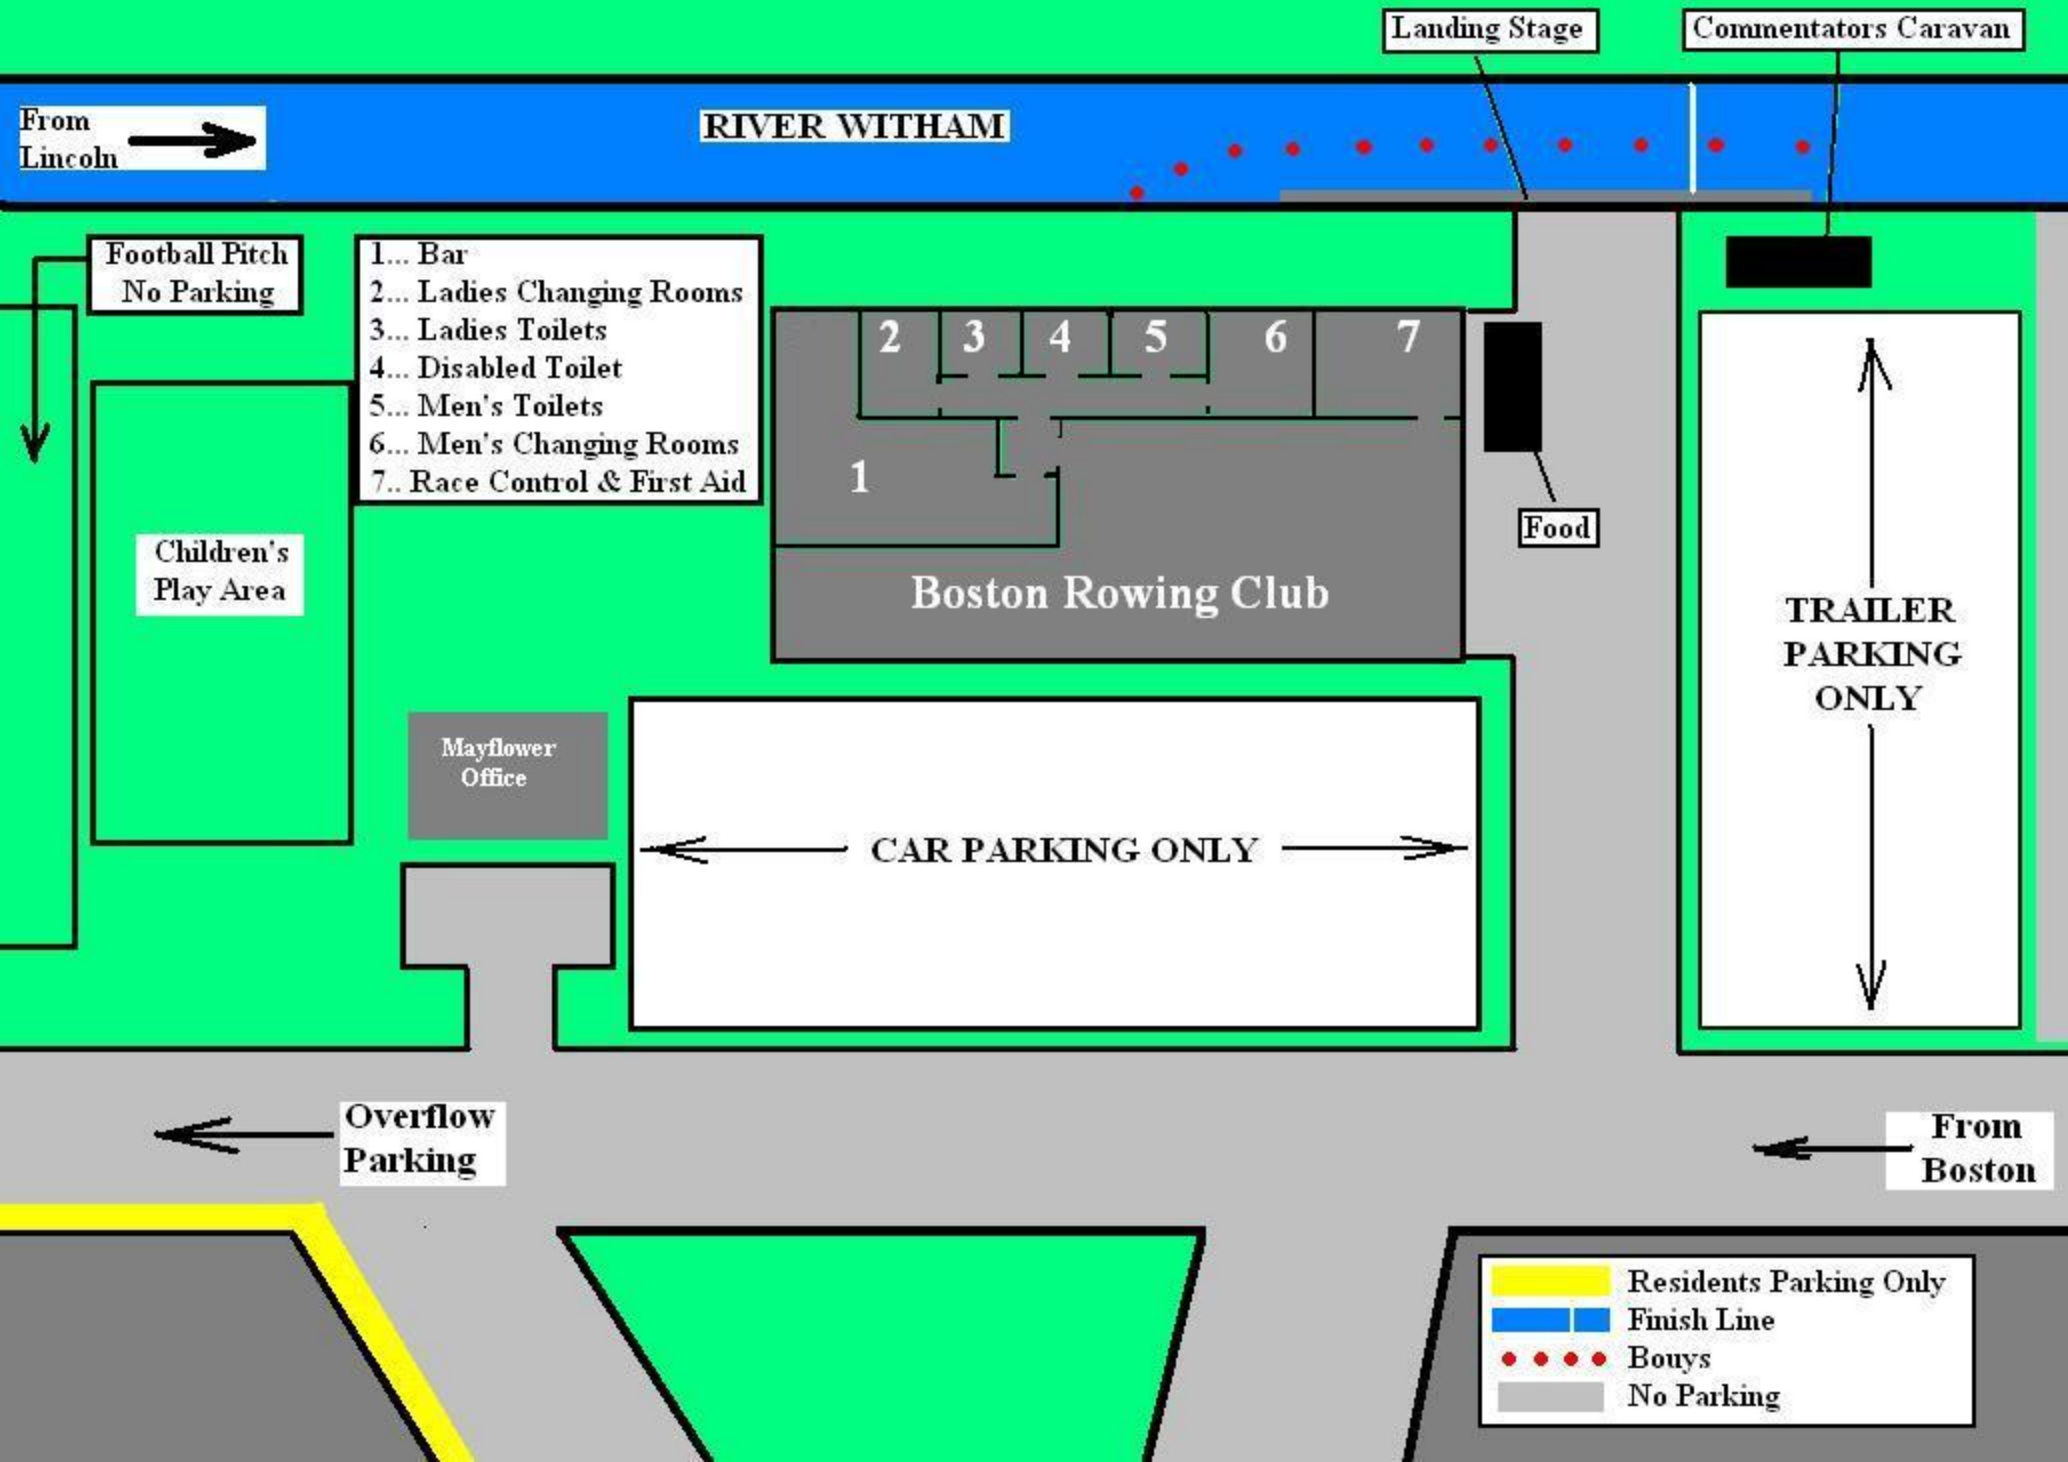 Landing Stage
Commentators Caravan
From
Lincoln
RIVER WITHAM
Football Pitch
No Parking
1... Bar
2... Ladies Changing Rooms
3... Ladies Toilets
4... Disabled Toilet
5... Men's Toilets
6... Men's Changing Rooms
7.. Race Control & First Aid
2
3
4
5
6
7
1
Food
Boston Rowing Club
Children's
Play Area
TRAILER
PARKING
ONLY
Mayflower
Office
CAR PARKING ONLY
Overflow
Parking
From
Boston
Residents Parking Only
Finish Line
Bouys
No Parking